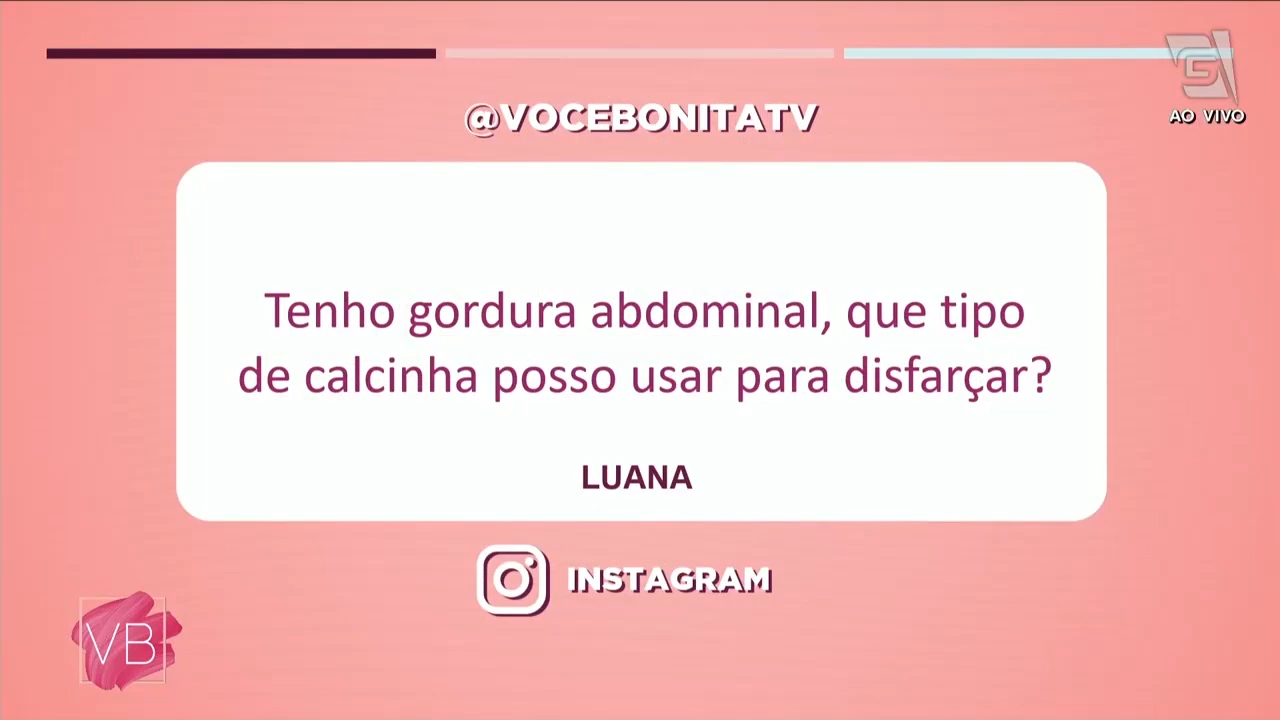 AO VIVO
@VOCEBONITATV
Tenho gordura abdominal, que tipo
de calcinha posso usar para disfarçar?
LUANA
INSTAGRAM
VB